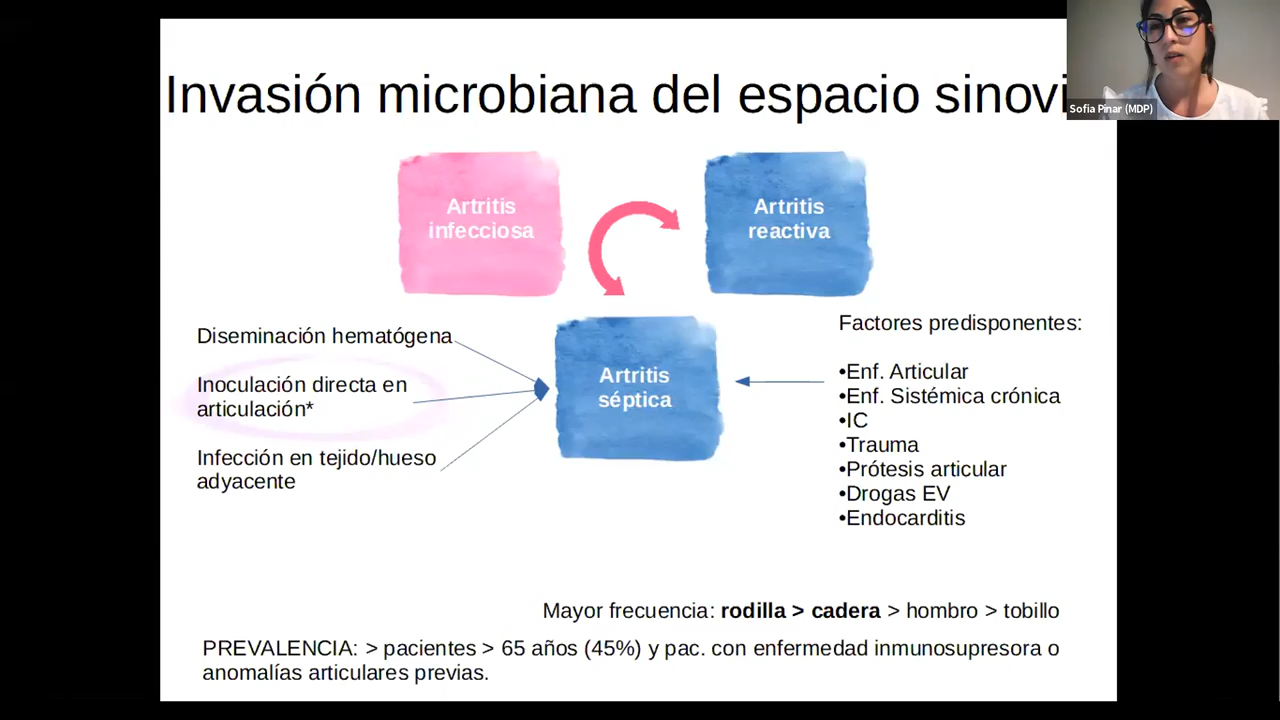 Invasión microbiana del espacio sinovi
Sofia Pinar (MDP)
Artritis
infecciosa
Artritis
reactiva
Diseminación hematógena
Inoculación directa en
articulación*
Infección en tejido/hueso
adyacente
Artritis
séptica
Factores predisponentes:
•Enf. Articular
•Enf. Sistémica crónica
•IC
•Trauma
•Prótesis articular
•Drogas EV
•Endocarditis
Mayor frecuencia: rodilla > cadera > hombro > tobillo
PREVALENCIA: > pacientes > 65 años (45%) y pac. con enfermedad inmunosupresora o
anomalías articulares previas.